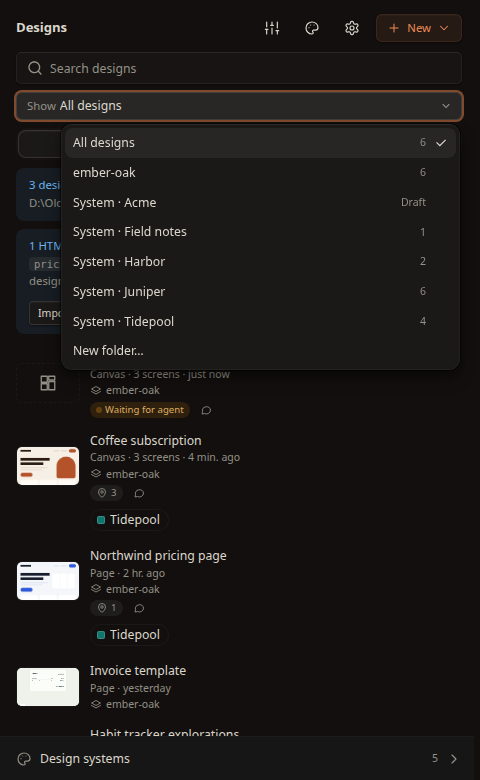 Designs
New
Search designs
Show All designs
All designs 6
ember-oak 6
System · Acme Draft
System · Field notes 1
System · Harbor 2
System · Juniper 6
System · Tidepool 4
New folder...
3 desi
D:\Old
1 HTM
pric
design
Impo
Canvas · 3 screens · just now
ember-oak
Waiting for agent
Coffee subscription
Canvas · 3 screens · 4 min. ago
ember-oak
3
Tidepool
Northwind pricing page
Page · 2 hr. ago
ember-oak
1
Tidepool
Invoice template
Page · yesterday
ember-oak
Habit tracker explorations
Design systems 5